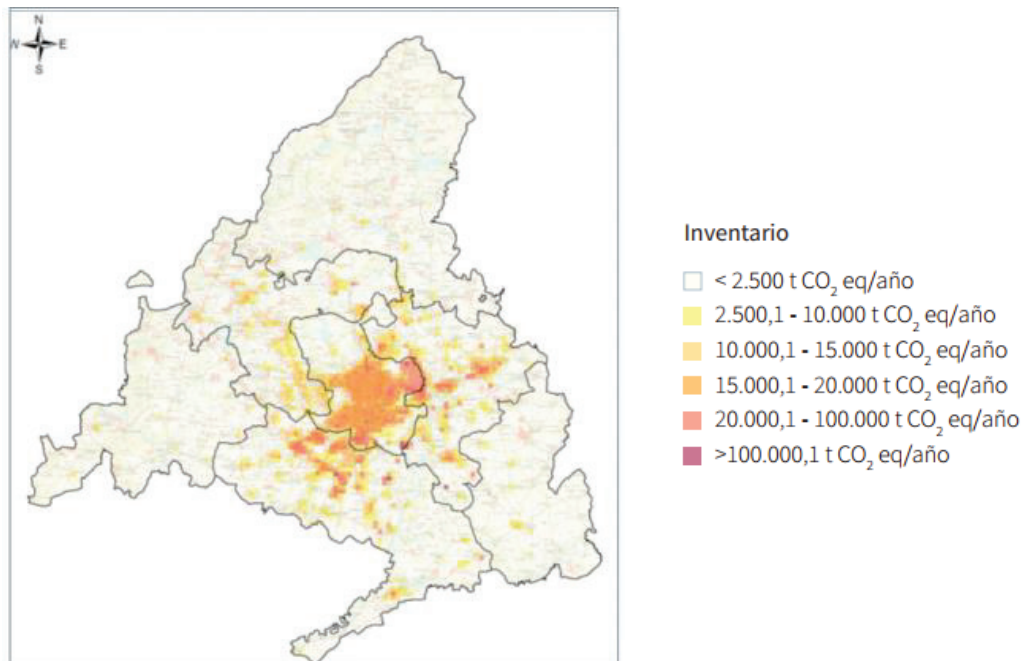 N
W E
S
Inventario
< 2.500 t CO₂ eq/año
2.500,1 - 10.000 t CO₂ eq/año
10.000,1 - 15.000 t CO₂ eq/año
15.000,1 - 20.000 t CO₂ eq/año
20.000,1 - 100.000 t CO₂ eq/año
>100.000,1 t CO₂ eq/año